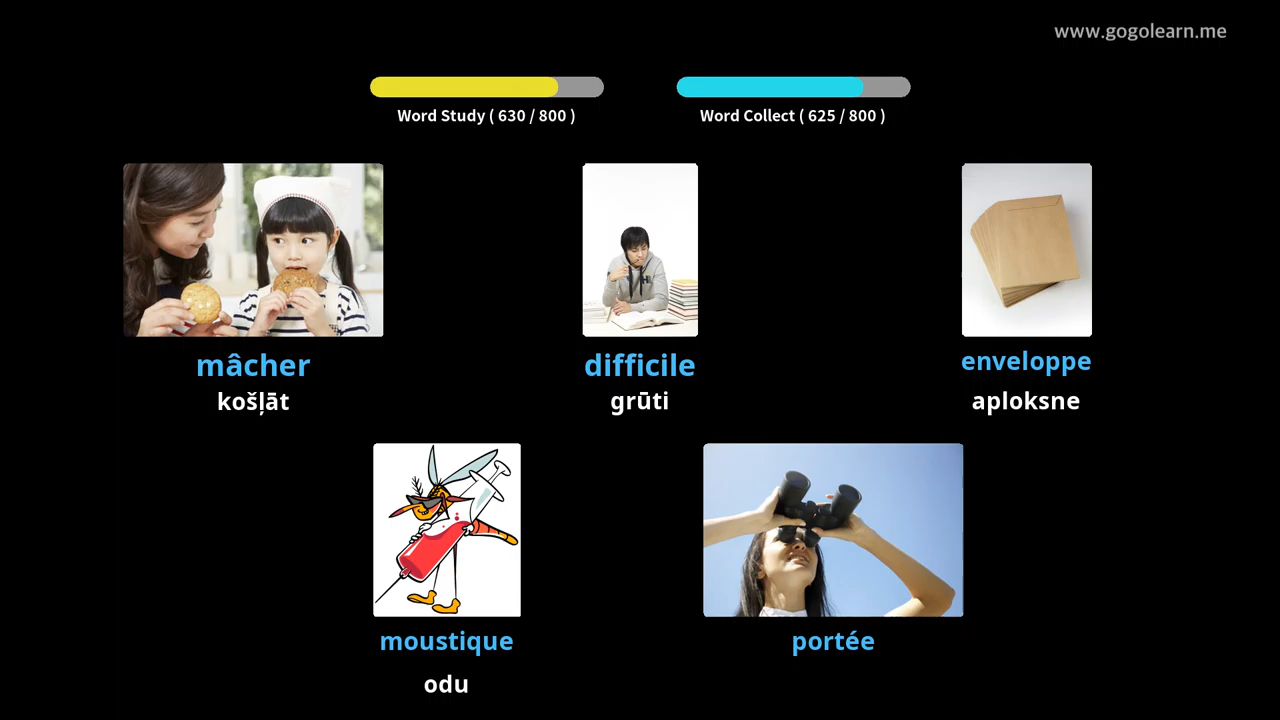 www.gogolearn.me
Word Study ( 630 / 800 )
Word Collect ( 625 / 800 )
mâcher
košļāt
difficile
grūti
enveloppe
aploksne
moustique
odu
portée